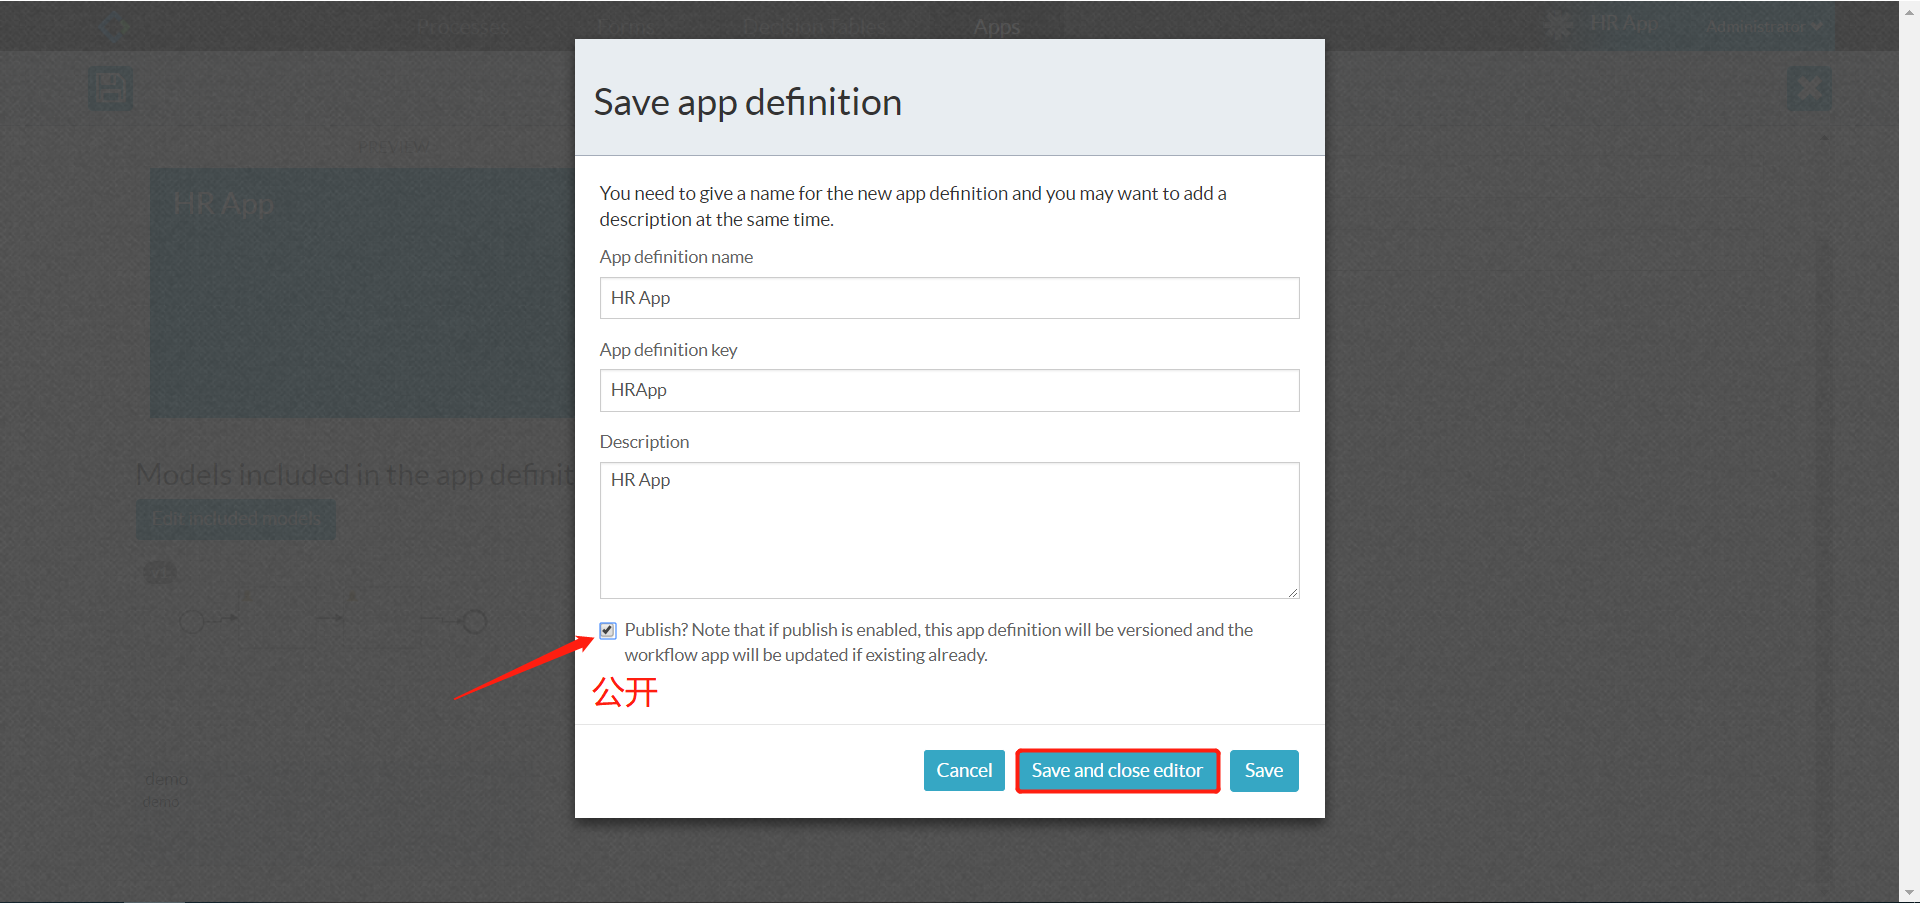 Processes Forms Decision Tables Apps HR App Administrator
Save app definition
PREVIEW
HR App
You need to give a name for the new app definition and you may want to add a
description at the same time.
App definition name
HR App
App definition key
HRApp
Description
HR App
Models included in the app definit
Edit included models
v1
Publish? Note that if publish is enabled, this app definition will be versioned and the
workflow app will be updated if existing already.
公开
Cancel Save and close editor Save
demo
demo